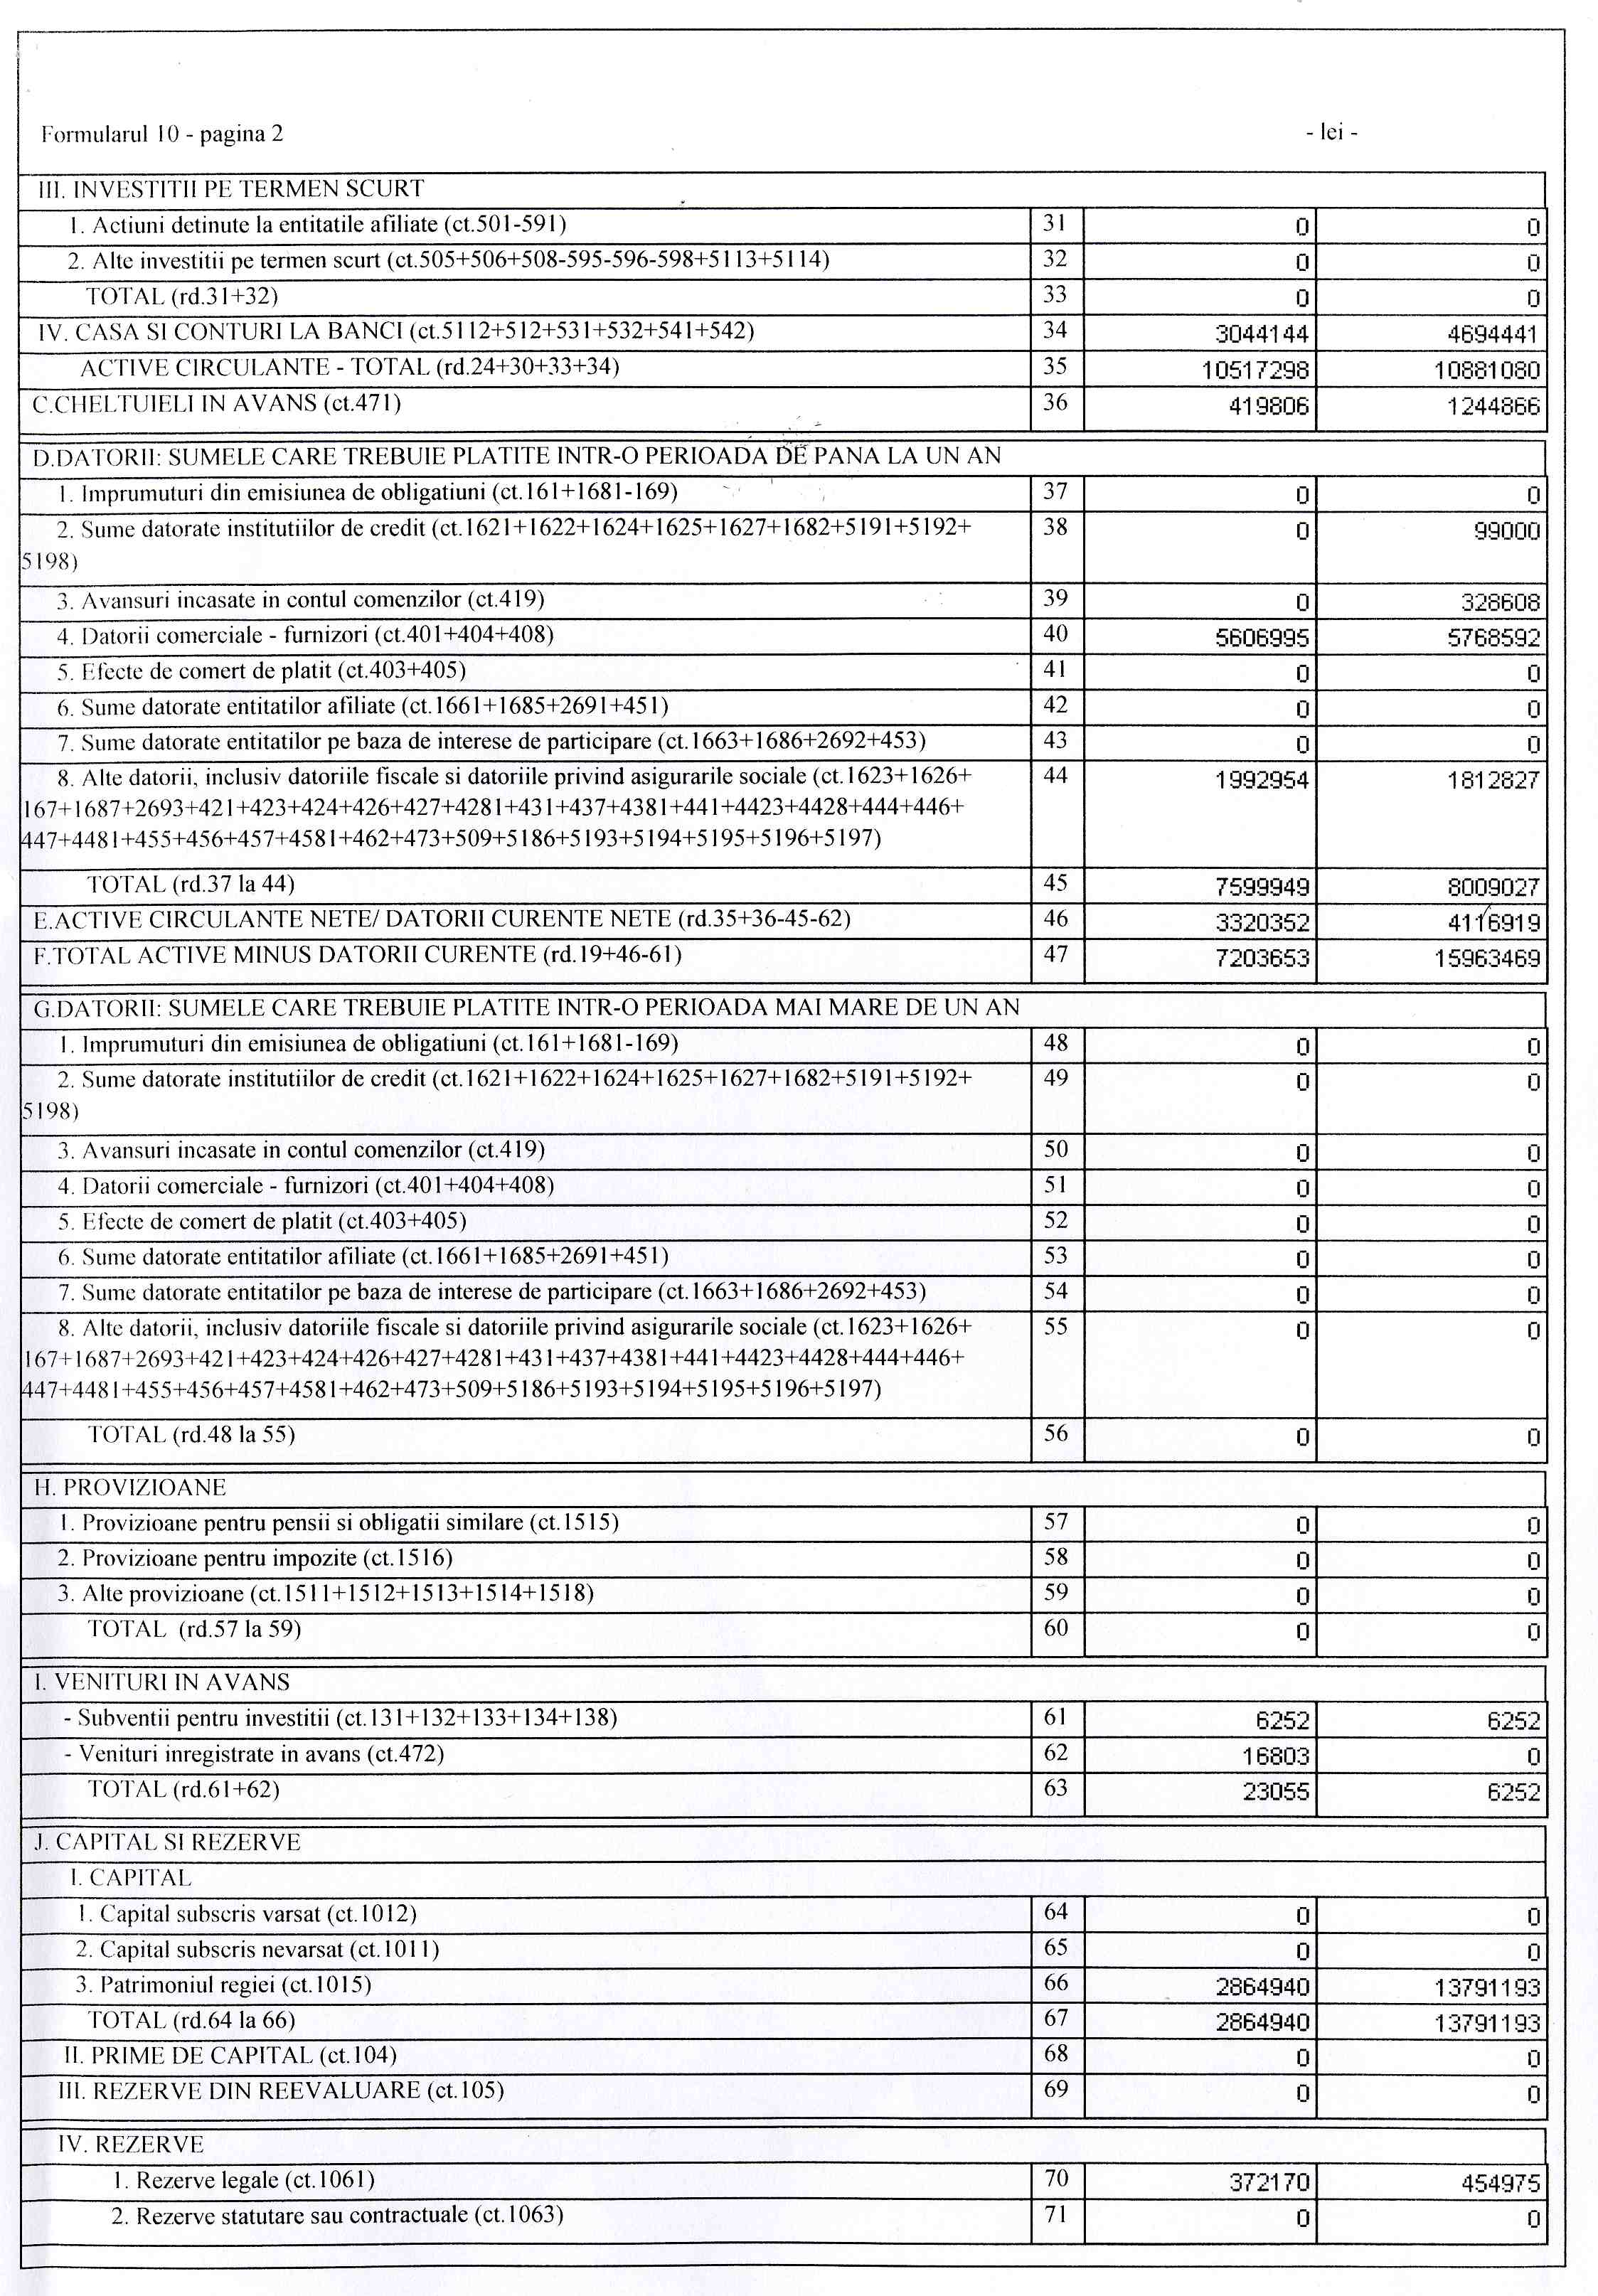 Formularul 10 - pagina 2 - lei -
III. INVESTITII PE TERMEN SCURT
1. Actiuni detinute la entitatile afiliate (ct.501-591) 31 0 0
2. Alte investitii pe termen scurt (ct.505+506+508-595-596-598+5113+5114) 32 0 0
TOTAL (rd.31+32) 33 0 0
IV. CASA SI CONTURI LA BANCI (ct.5112+512+531+532+541+542) 34 3044144 4694441
ACTIVE CIRCULANTE - TOTAL (rd.24+30+33+34) 35 10517298 10881080
C.CHELTUIELI IN AVANS (ct.471) 36 419806 1244866
D.DATORII: SUMELE CARE TREBUIE PLATITE INTR-O PERIOADA DE PANA LA UN AN
1. Imprumuturi din emisiunea de obligatiuni (ct.161+1681-169) 37 0 0
2. Sume datorate institutiilor de credit (ct.1621+1622+1624+1625+1627+1682+5191+5192+ 38 0 99000
5198)
3. Avansuri incasate in contul comenzilor (ct.419) 39 0 328608
4. Datorii comerciale - furnizori (ct.401+404+408) 40 5606995 5768592
5. Efecte de comert de platit (ct.403+405) 41 0 0
6. Sume datorate entitatilor afiliate (ct.1661+1685+2691+451) 42 0 0
7. Sume datorate entitatilor pe baza de interese de participare (ct.1663+1686+2692+453) 43 0 0
8. Alte datorii, inclusiv datoriile fiscale si datoriile privind asigurarile sociale (ct.1623+1626+ 44 1992954 1812827
167+1687+2693+421+423+424+426+427+4281+431+437+4381+441+4423+4428+444+446+
447+4481+455+456+457+4581+462+473+509+5186+5193+5194+5195+5196+5197)
TOTAL (rd.37 la 44) 45 7599949 8009027
E.ACTIVE CIRCULANTE NETE/ DATORII CURENTE NETE (rd.35+36-45-62) 46 3320352 4116919
F.TOTAL ACTIVE MINUS DATORII CURENTE (rd.19+46-61) 47 7203653 15963469
G.DATORII: SUMELE CARE TREBUIE PLATITE INTR-O PERIOADA MAI MARE DE UN AN
1. Imprumuturi din emisiunea de obligatiuni (ct.161+1681-169) 48 0 0
2. Sume datorate institutiilor de credit (ct.1621+1622+1624+1625+1627+1682+5191+5192+ 49 0 0
5198)
3. Avansuri incasate in contul comenzilor (ct.419) 50 0 0
4. Datorii comerciale - furnizori (ct.401+404+408) 51 0 0
5. Efecte de comert de platit (ct.403+405) 52 0 0
6. Sume datorate entitatilor afiliate (ct.1661+1685+2691+451) 53 0 0
7. Sume datorate entitatilor pe baza de interese de participare (ct.1663+1686+2692+453) 54 0 0
8. Alte datorii, inclusiv datoriile fiscale si datoriile privind asigurarile sociale (ct.1623+1626+ 55 0 0
167+1687+2693+421+423+424+426+427+4281+431+437+4381+441+4423+4428+444+446+
447+4481+455+456+457+4581+462+473+509+5186+5193+5194+5195+5196+5197)
TOTAL (rd.48 la 55) 56 0 0
H. PROVIZIOANE
1. Provizioane pentru pensii si obligatii similare (ct.1515) 57 0 0
2. Provizioane pentru impozite (ct.1516) 58 0 0
3. Alte provizioane (ct.1511+1512+1513+1514+1518) 59 0 0
TOTAL (rd.57 la 59) 60 0 0
I. VENITURI IN AVANS
- Subventii pentru investitii (ct.131+132+133+134+138) 61 6252 6252
- Venituri inregistrate in avans (ct.472) 62 16803 0
TOTAL (rd.61+62) 63 23055 6252
J. CAPITAL SI REZERVE
I. CAPITAL
1. Capital subscris varsat (ct.1012) 64 0 0
2. Capital subscris nevarsat (ct.1011) 65 0 0
3. Patrimoniul regiei (ct.1015) 66 2864940 13791193
TOTAL (rd.64 la 66) 67 2864940 13791193
II. PRIME DE CAPITAL (ct.104) 68 0 0
III. REZERVE DIN REEVALUARE (ct.105) 69 0 0
IV. REZERVE
1. Rezerve legale (ct.1061) 70 372170 454975
2. Rezerve statutare sau contractuale (ct.1063) 71 0 0